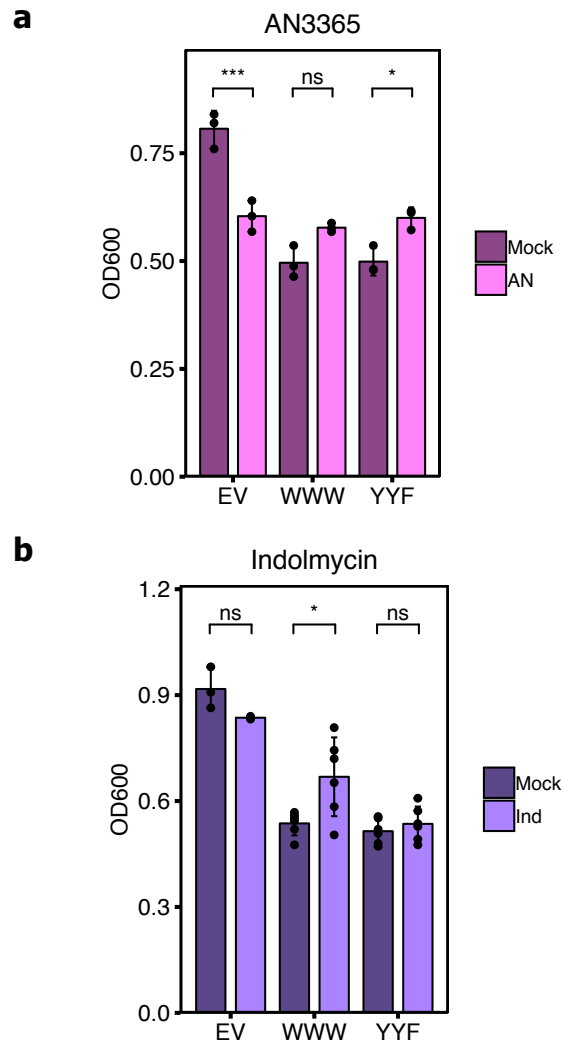 a
AN3365
*** ns *
0.75
0.50
0.25
0.00
OD600
EV WWW YYF
Mock
AN
b
Indolmycin
1.2
ns * ns
0.9
0.6
0.3
0.0
OD600
EV WWW YYF
Mock
Ind